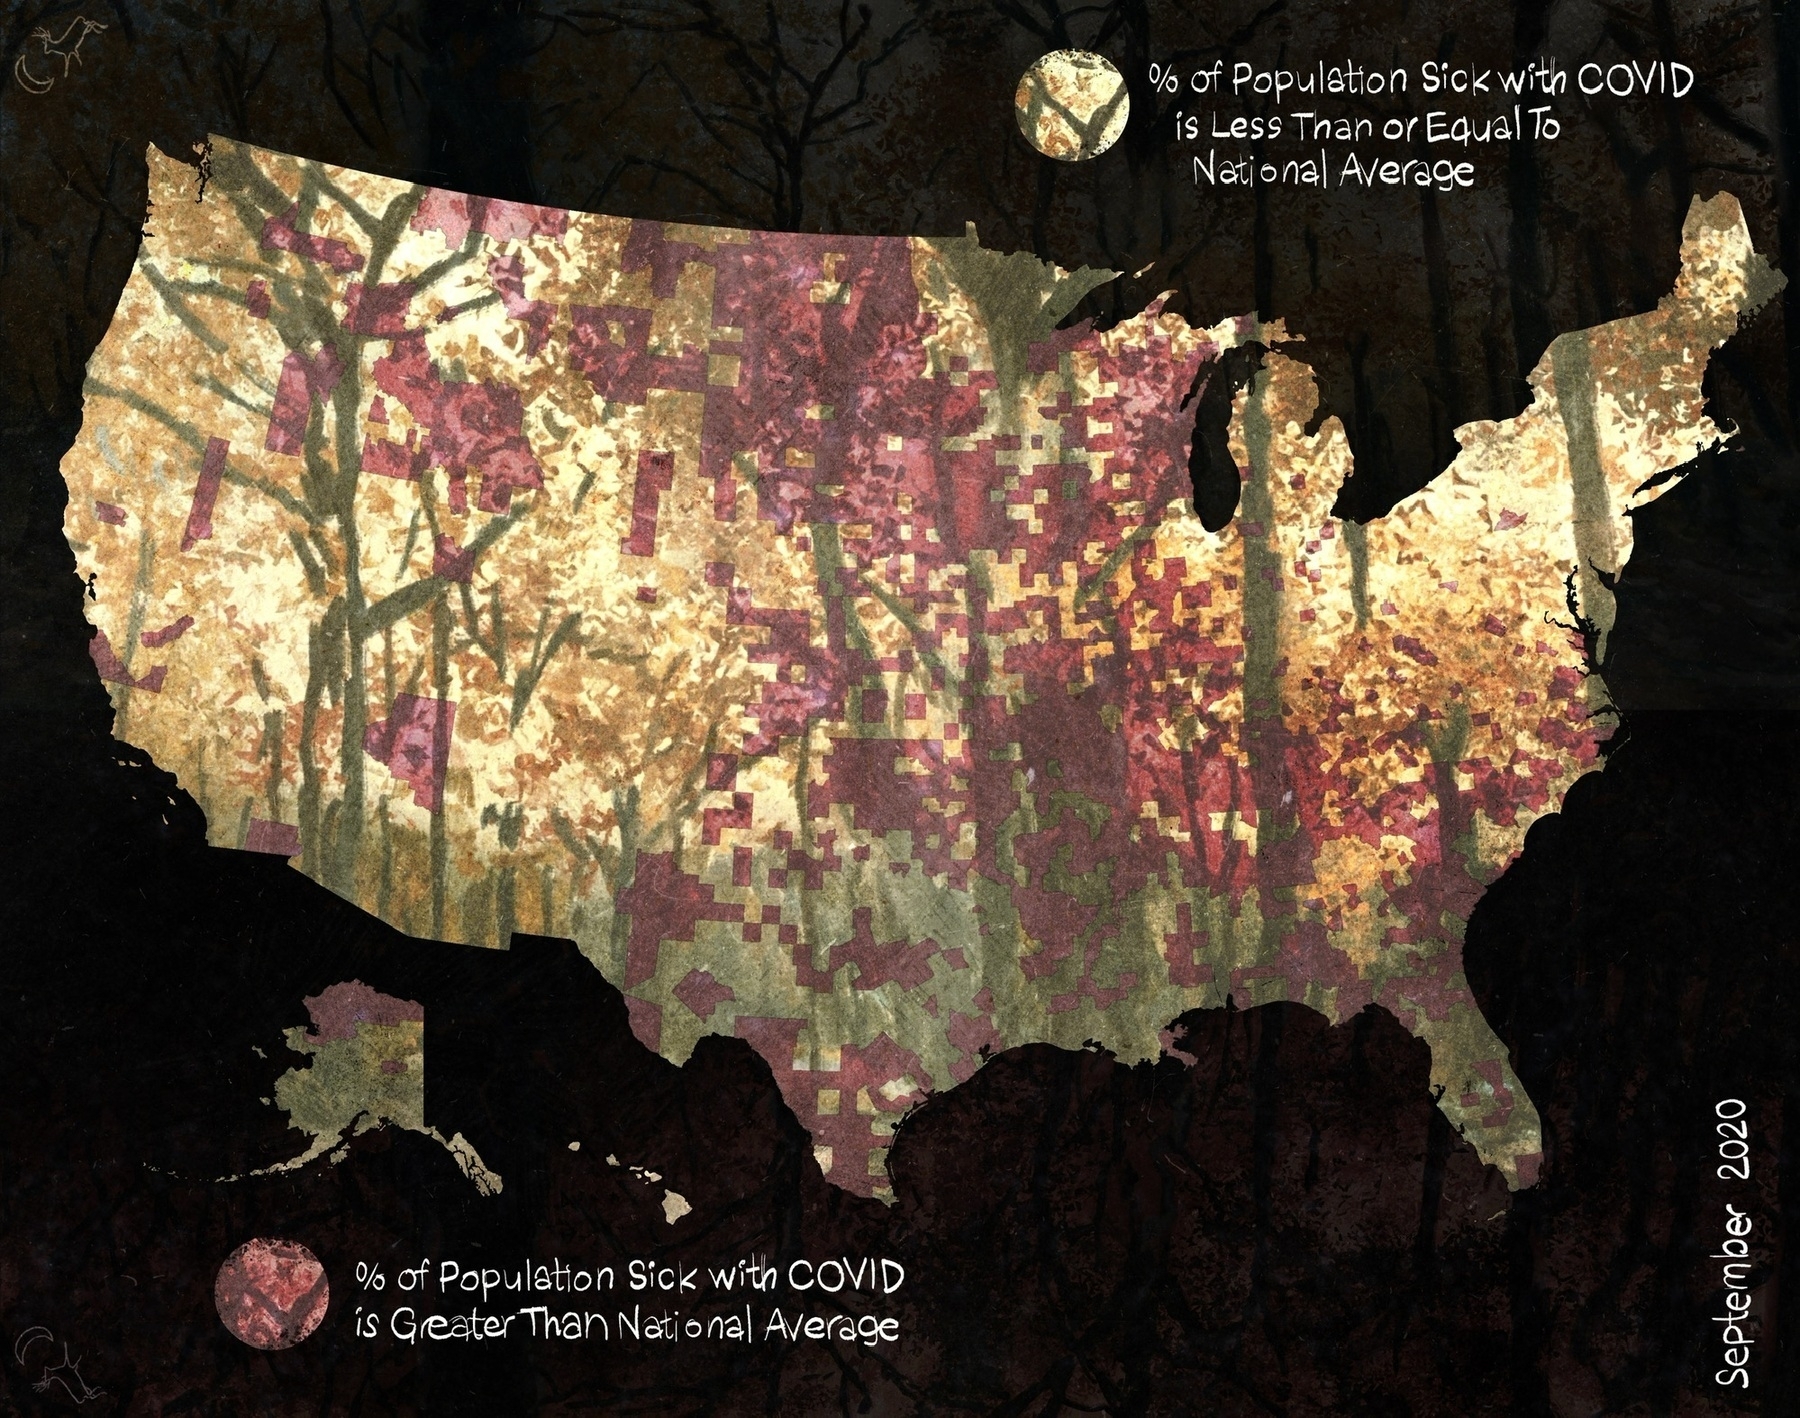 % of Population Sick with COVID
is Less Than or Equal To
National Average
% of Population Sick with COVID
is Greater Than National Average
September 2020